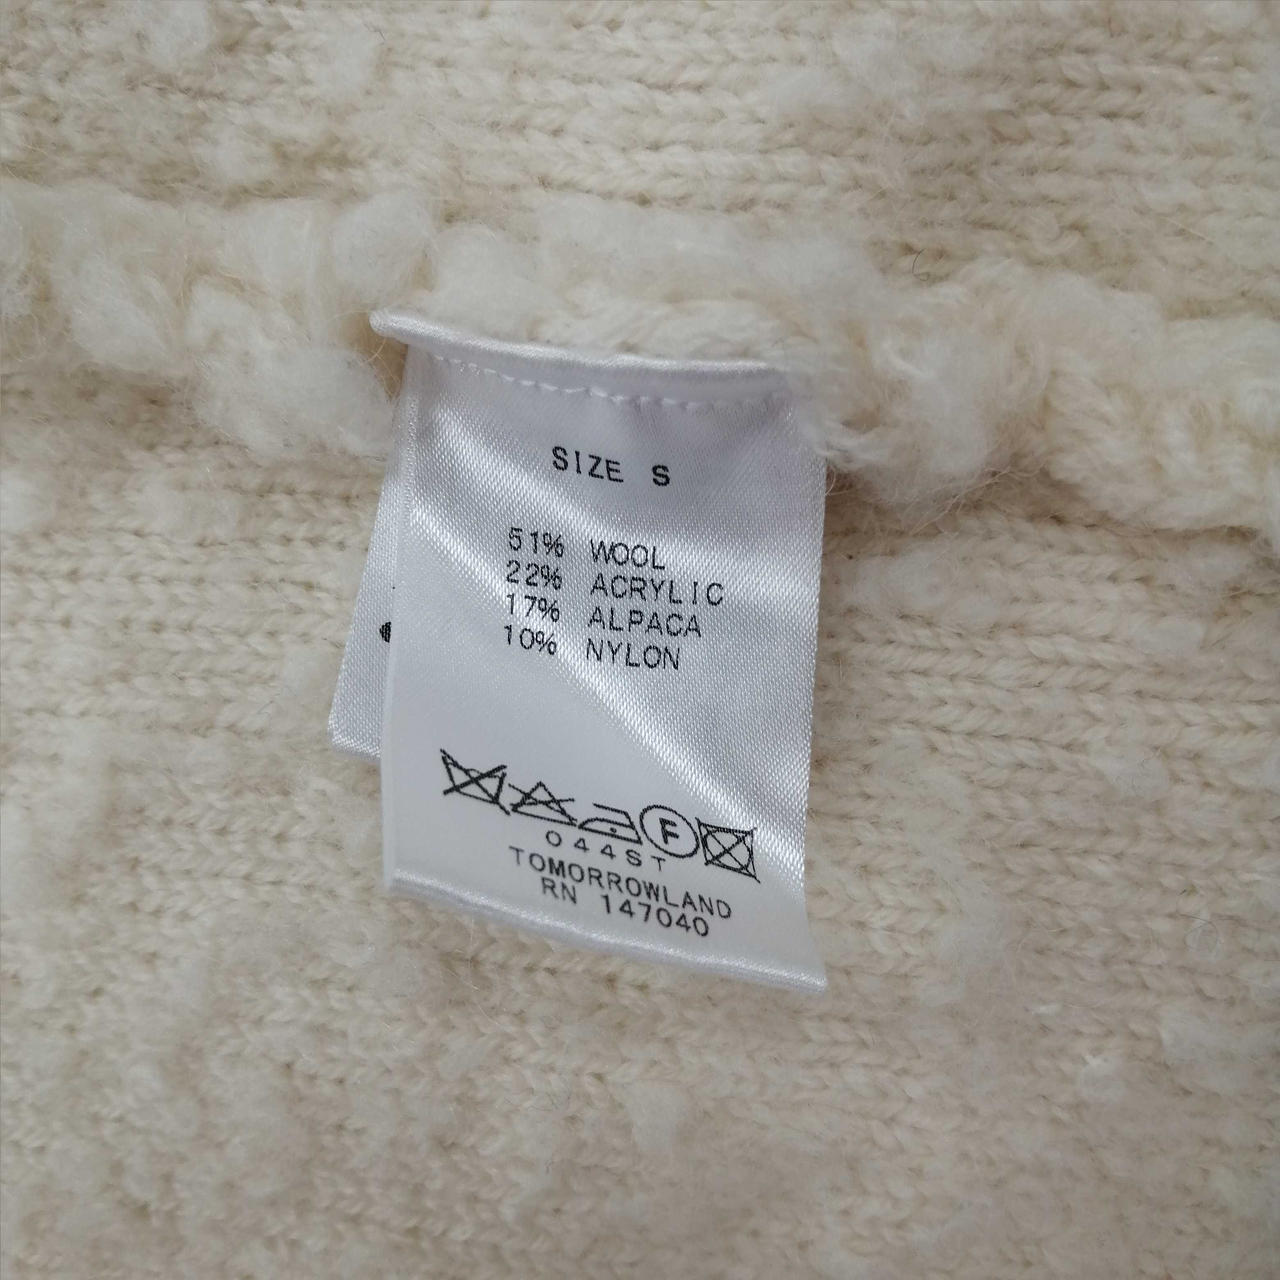 SIZE S
51% WOOL
22% ACRYLIC
17% ALPACA
10% NYLON
F
044ST
TOMORROWLAND
RN 147040